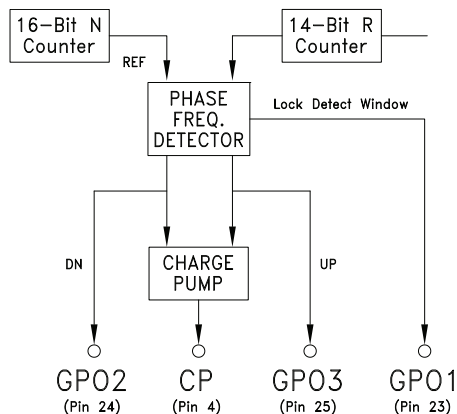 16-Bit N
Counter
14-Bit R
Counter
REF
PHASE
FREQ.
DETECTOR
Lock Detect Window
DN
CHARGE
PUMP
UP
GPO2
(Pin 24)
CP
(Pin 4)
GPO3
(Pin 25)
GPO1
(Pin 23)